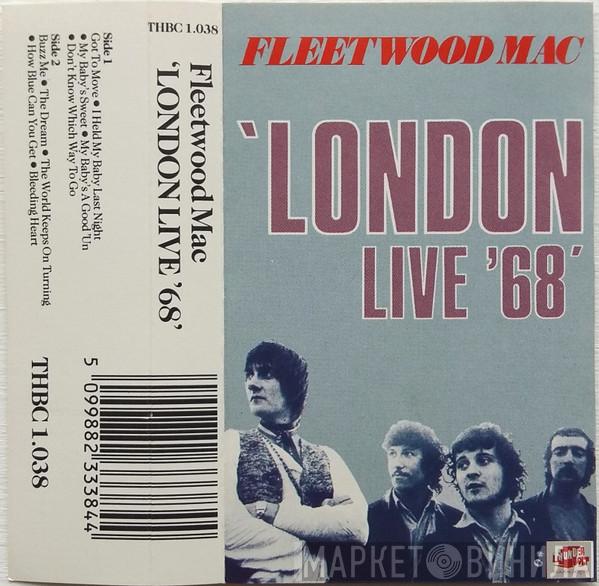 THBC 1.038
Fleetwood Mac
'LONDON LIVE '68'
Side 1
Got To Move • I Held My Baby Last Night
• My Baby's Sweet • My Baby's A Good 'Un
• Don't Know Which Way To Go
Side 2
Buzz Me • The Dream • The World Keeps On Turning
• How Blue Can You Get • Bleeding Heart
THBC 1.038
5 099882 333844
FLEETWOOD MAC
'LONDON
LIVE '68'
THUNDERBOLT
МАРКЕТ ВИНИЛА